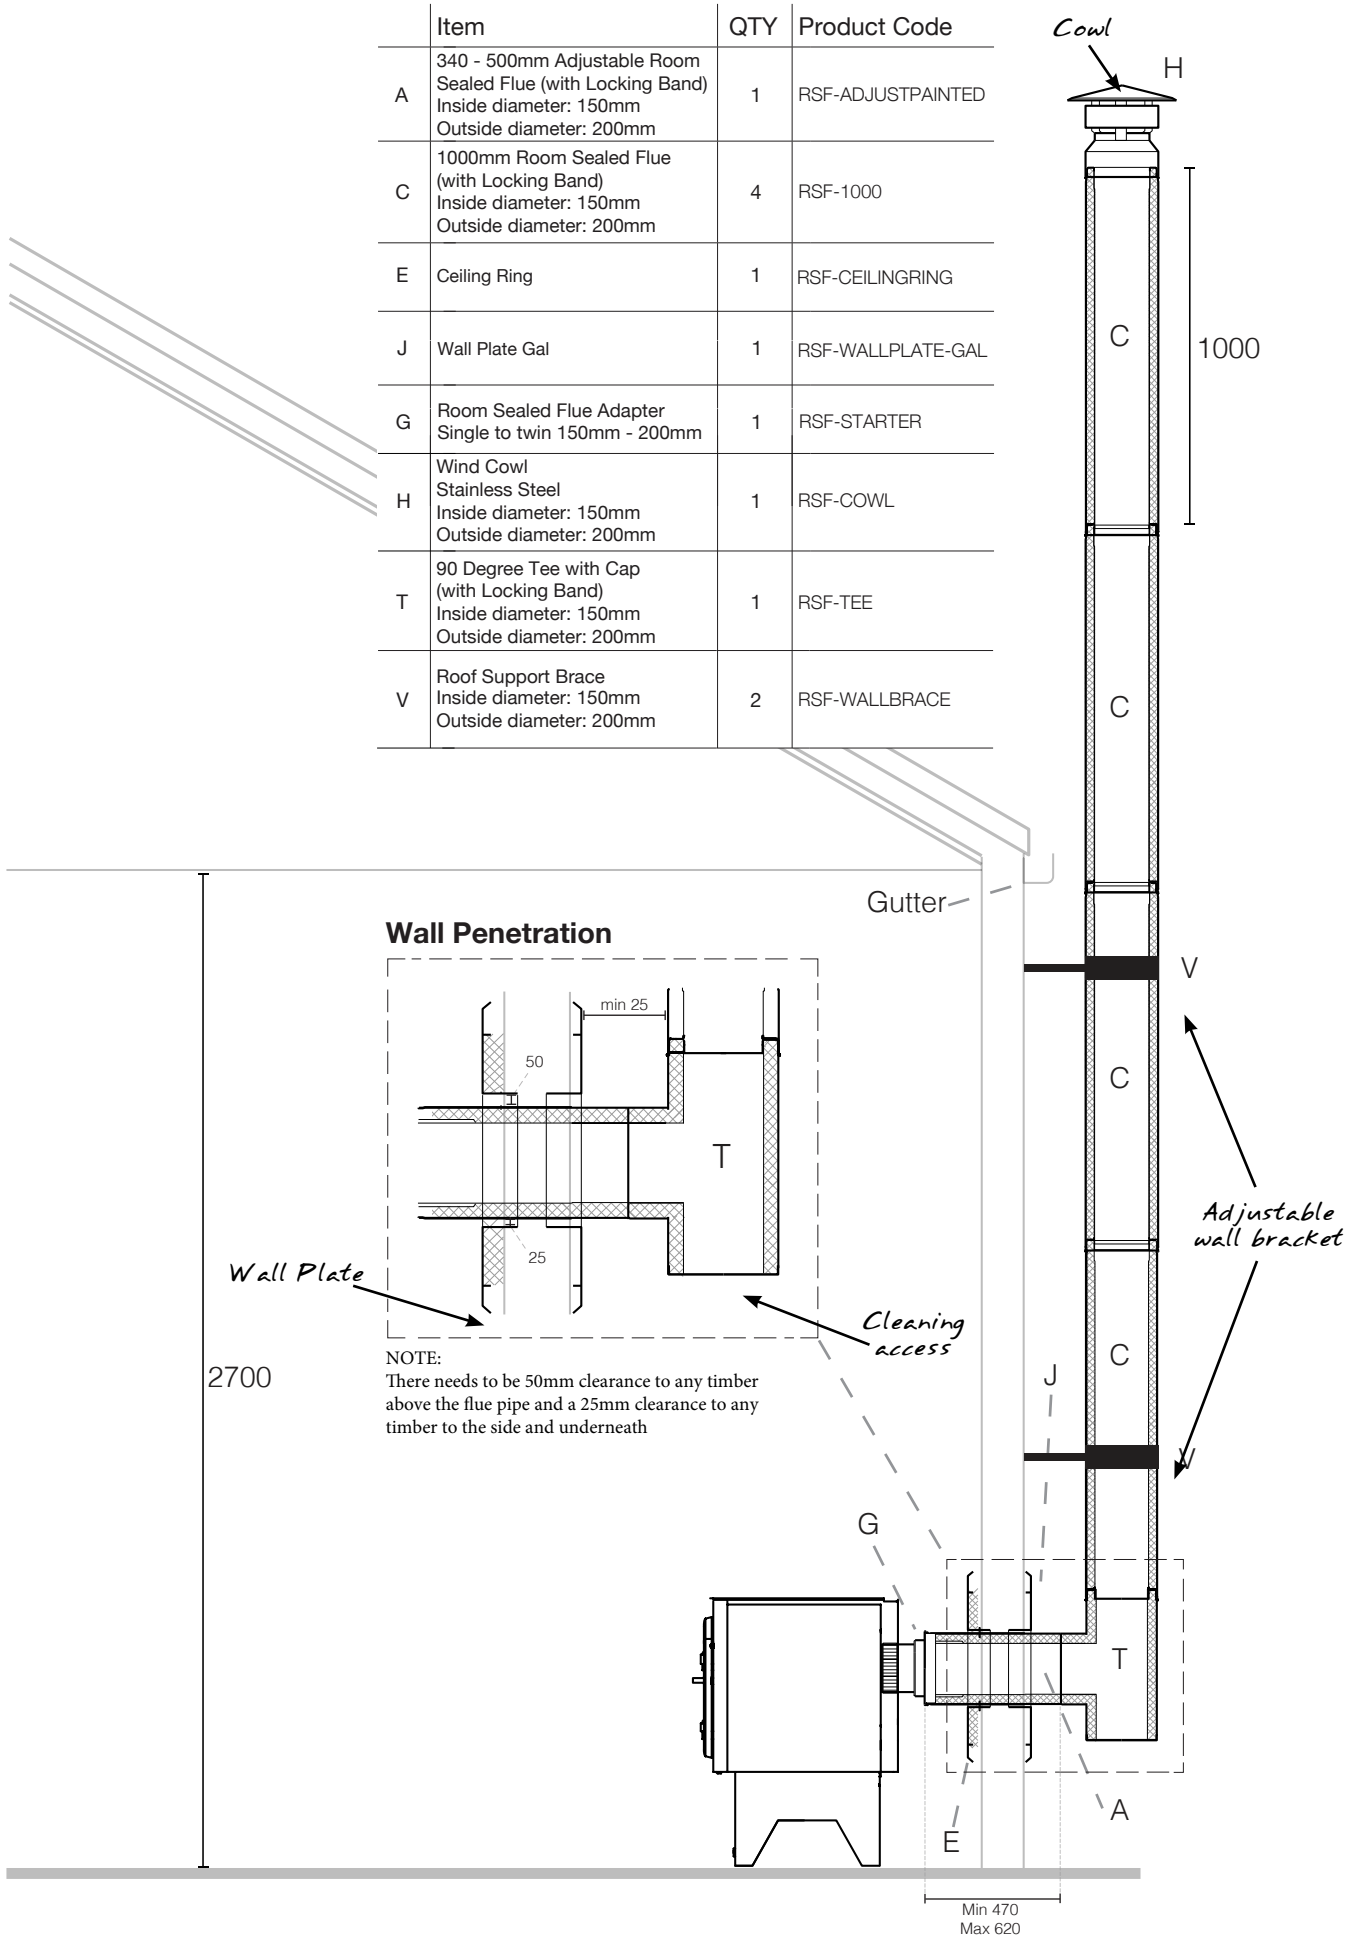 Item QTY Product Code
A 340 - 500mm Adjustable Room
Sealed Flue (with Locking Band)
Inside diameter: 150mm
Outside diameter: 200mm 1 RSF-ADJUSTPAINTED
C 1000mm Room Sealed Flue
(with Locking Band)
Inside diameter: 150mm
Outside diameter: 200mm 4 RSF-1000
E Ceiling Ring 1 RSF-CEILINGRING
J Wall Plate Gal 1 RSF-WALLPLATE-GAL
G Room Sealed Flue Adapter
Single to twin 150mm - 200mm 1 RSF-STARTER
H Wind Cowl
Stainless Steel
Inside diameter: 150mm
Outside diameter: 200mm 1 RSF-COWL
T 90 Degree Tee with Cap
(with Locking Band)
Inside diameter: 150mm
Outside diameter: 200mm 1 RSF-TEE
V Roof Support Brace
Inside diameter: 150mm
Outside diameter: 200mm 2 RSF-WALLBRACE
Cowl
H
C
1000
C
Gutter
V
C
Adjustable
wall bracket
C
J
V
Wall Penetration
min 25
50
T
25
Wall Plate
Cleaning
access
NOTE:
There needs to be 50mm clearance to any timber
above the flue pipe and a 25mm clearance to any
timber to the side and underneath
2700
G
T
A
E
Min 470
Max 620